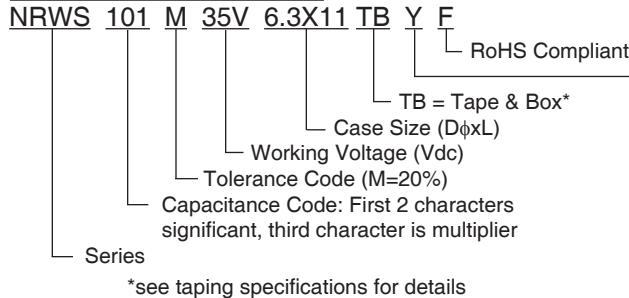 NRWS 101 M 35V 6.3X11 TB Y F
RoHS Compliant
TB = Tape & Box*
Case Size (DϕxL)
Working Voltage (Vdc)
Tolerance Code (M=20%)
Capacitance Code: First 2 characters
significant, third character is multiplier
Series
*see taping specifications for details